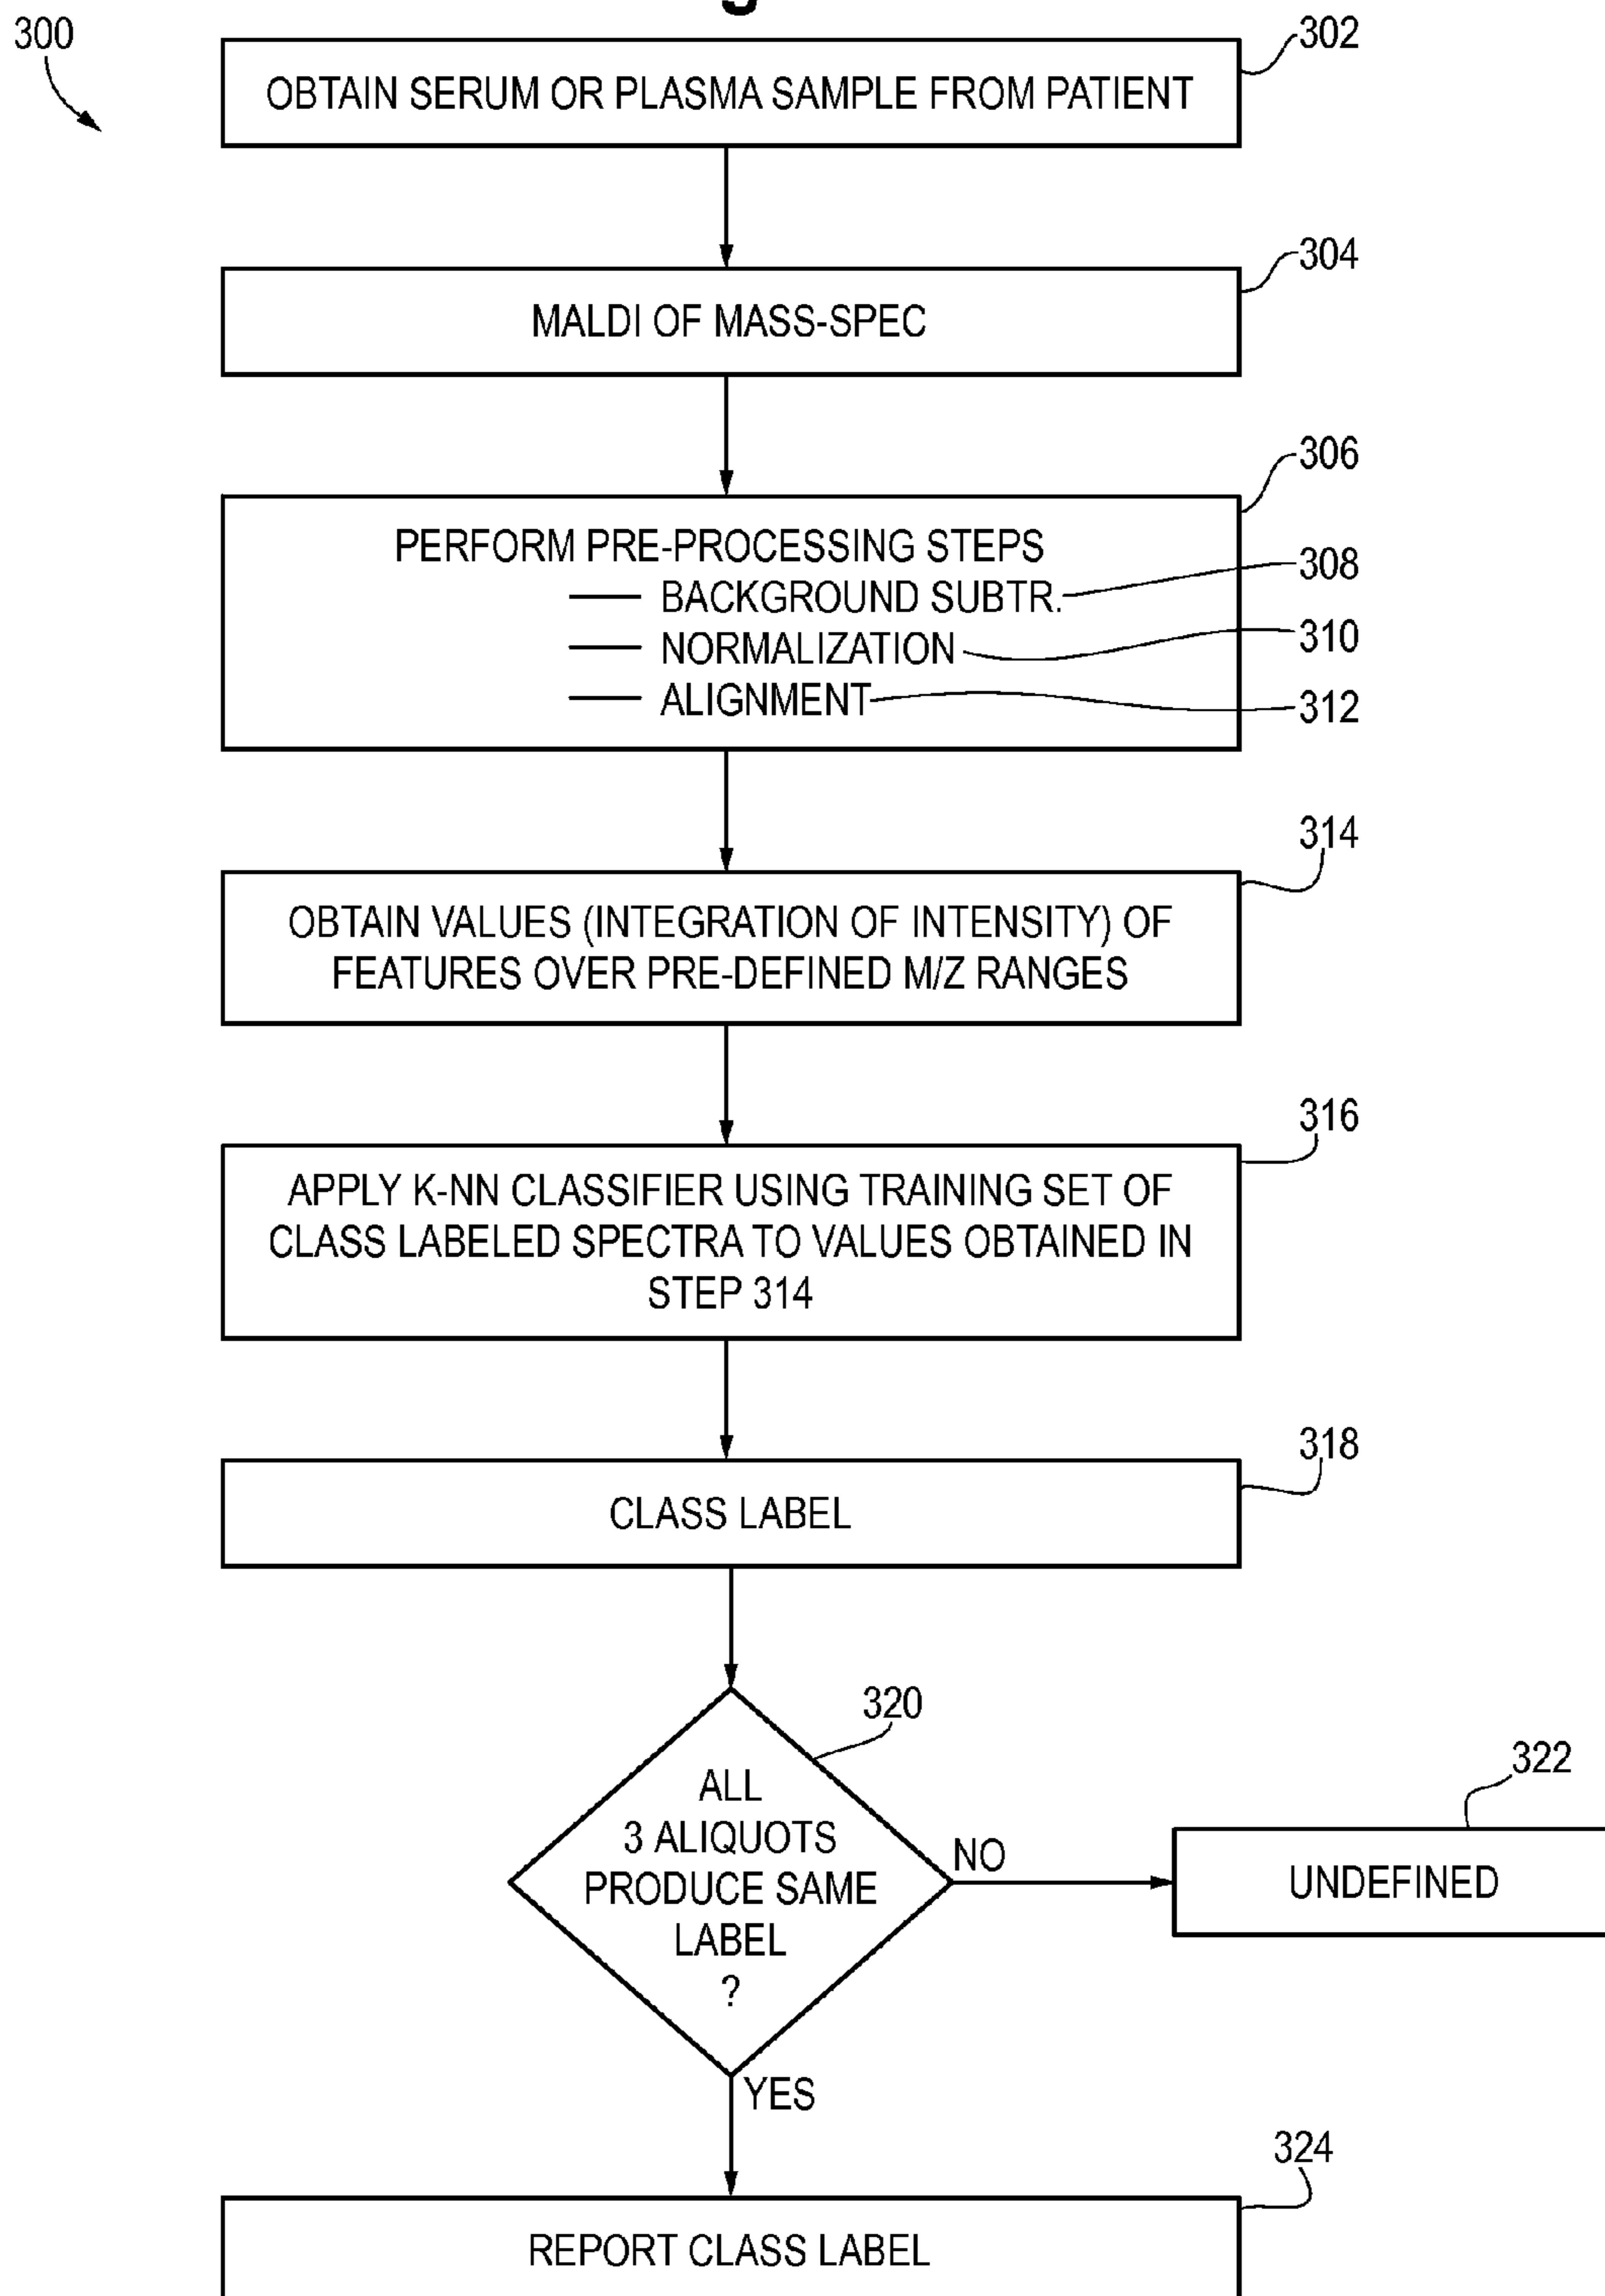 300
302
OBTAIN SERUM OR PLASMA SAMPLE FROM PATIENT
304
MALDI OF MASS-SPEC
306
PERFORM PRE-PROCESSING STEPS
— BACKGROUND SUBTR.
308
— NORMALIZATION
310
— ALIGNMENT
312
314
OBTAIN VALUES (INTEGRATION OF INTENSITY) OF
FEATURES OVER PRE-DEFINED M/Z RANGES
316
APPLY K-NN CLASSIFIER USING TRAINING SET OF
CLASS LABELED SPECTRA TO VALUES OBTAINED IN
STEP 314
318
CLASS LABEL
320
ALL
3 ALIQUOTS
PRODUCE SAME
LABEL
?
NO
322
UNDEFINED
YES
324
REPORT CLASS LABEL